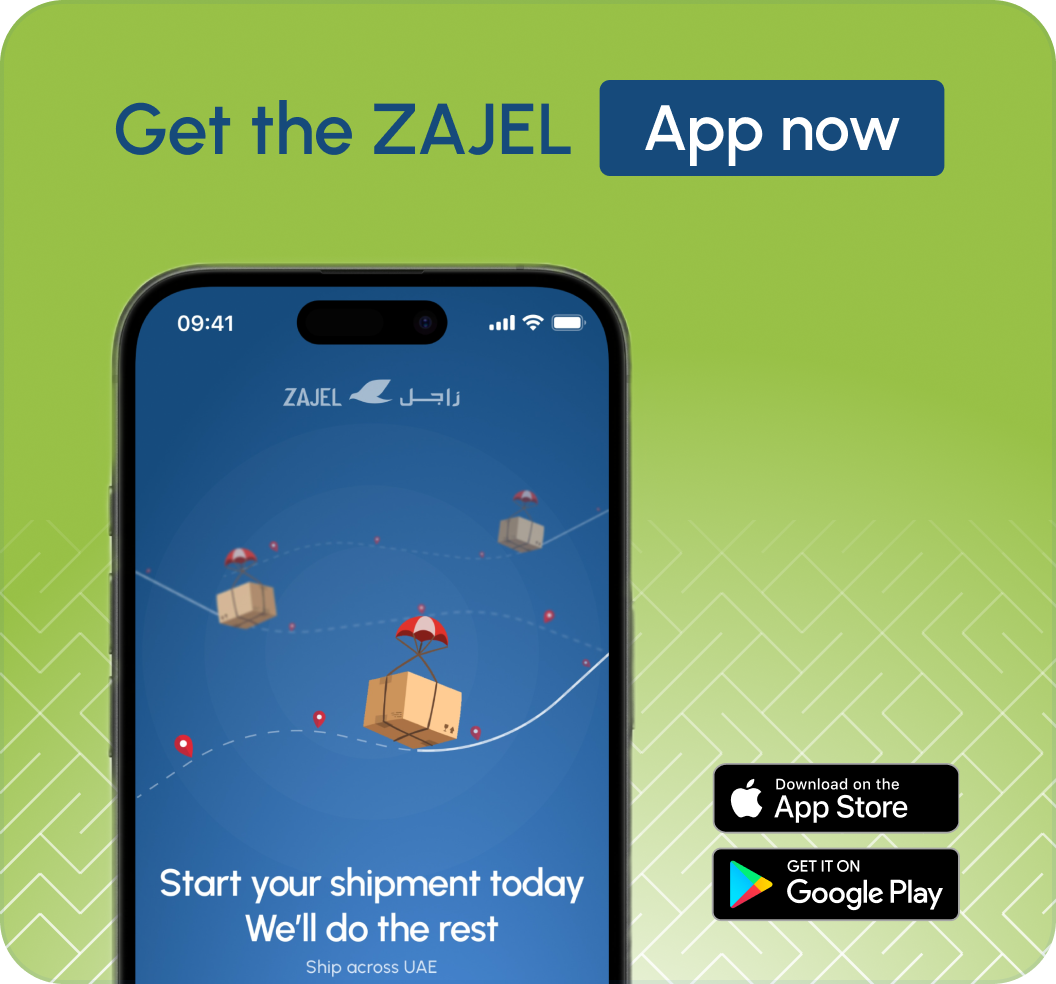 Get the ZAJEL App now
09:41
ZAJEL زاجل
Start your shipment today
We'll do the rest
Ship across UAE
Download on the
App Store
GET IT ON
Google Play